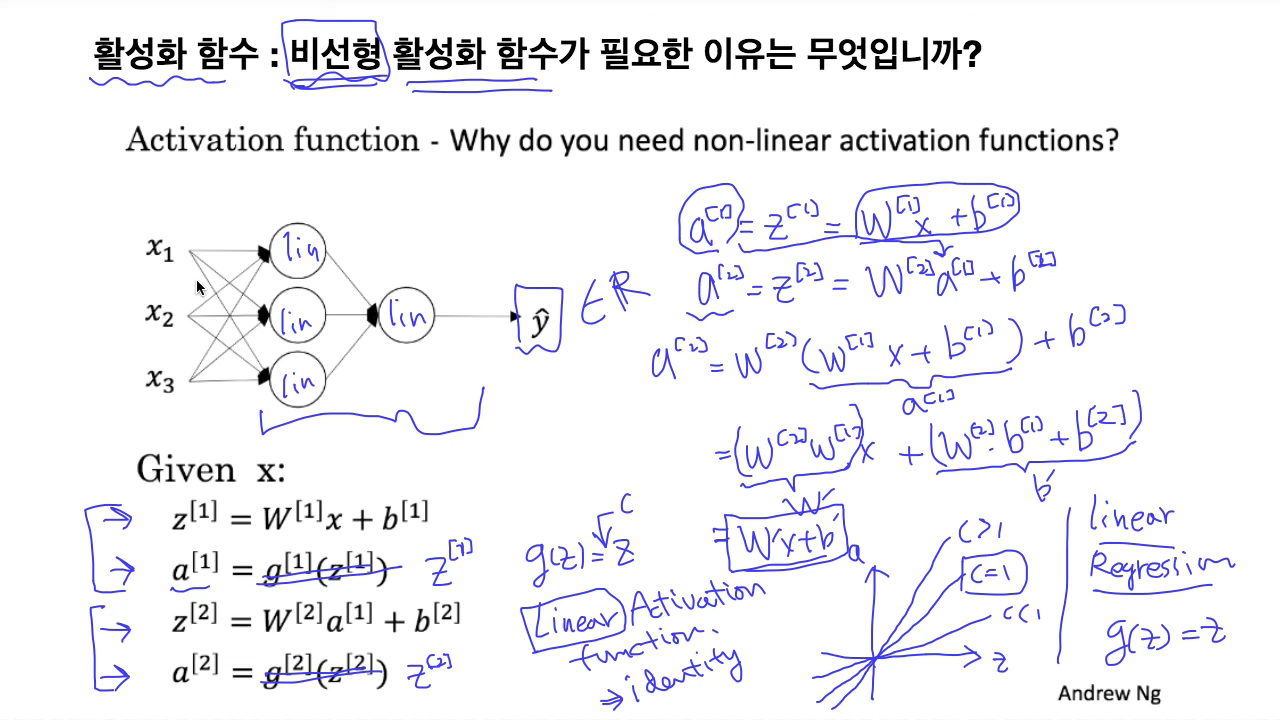 활성화 함수 : 비선형 활성화 함수가 필요한 이유는 무엇입니까?
Activation function - Why do you need non-linear activation functions?
x₁
x₂
x₃
lin
lin
lin
lin
ŷ
∈ ℝ
a^[1] = z^[1] = W^[1]x + b^[1]
a^[2] = z^[2] = W^[2]a^[1] + b^[2]
a^[2] = W^[2](W^[1]x + b^[1]) + b^[2]
a^[1]
= (W^[2]W^[1])x + (W^[2]·b^[1] + b^[2])
W' b'
= W'x+b'
Given x:
z^[1] = W^[1]x + b^[1]
a^[1] = g^[1](z^[1]) z^[1]
z^[2] = W^[2]a^[1] + b^[2]
a^[2] = g^[2](z^[2]) z^[2]
C
g(z) = z
Linear Activation
function.
⇒ identity
a
C>1
C=1
C<1
z
linear
Regression
g(z) = z
Andrew Ng